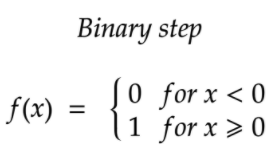 Binary step
f(x) = { 0 for x < 0
1 for x ⩾ 0